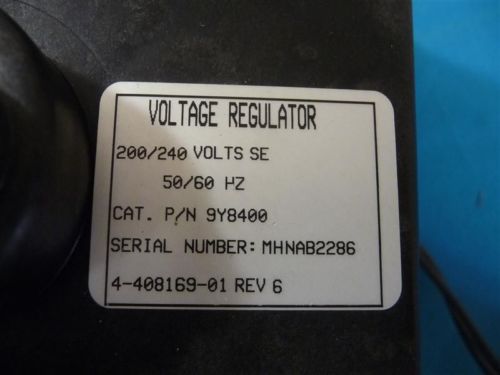 VOLTAGE REGULATOR
200/240 VOLTS SE
50/60 HZ
CAT. P/N 9Y8400
SERIAL NUMBER: MHNAB2286
4-408169-01 REV 6